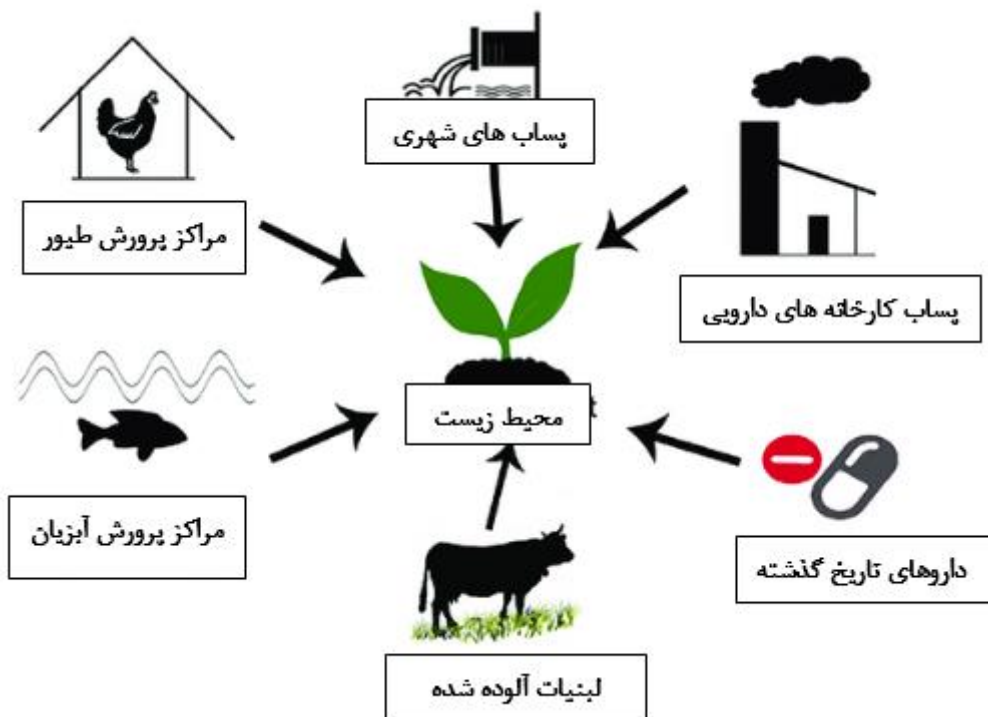 پساب های شهری
مراکز پرورش طیور
پساب کارخانه های دارویی
محیط زیست
مراکز پرورش آبزیان
داروهای تاریخ گذشته
لبنیات آلوده شده